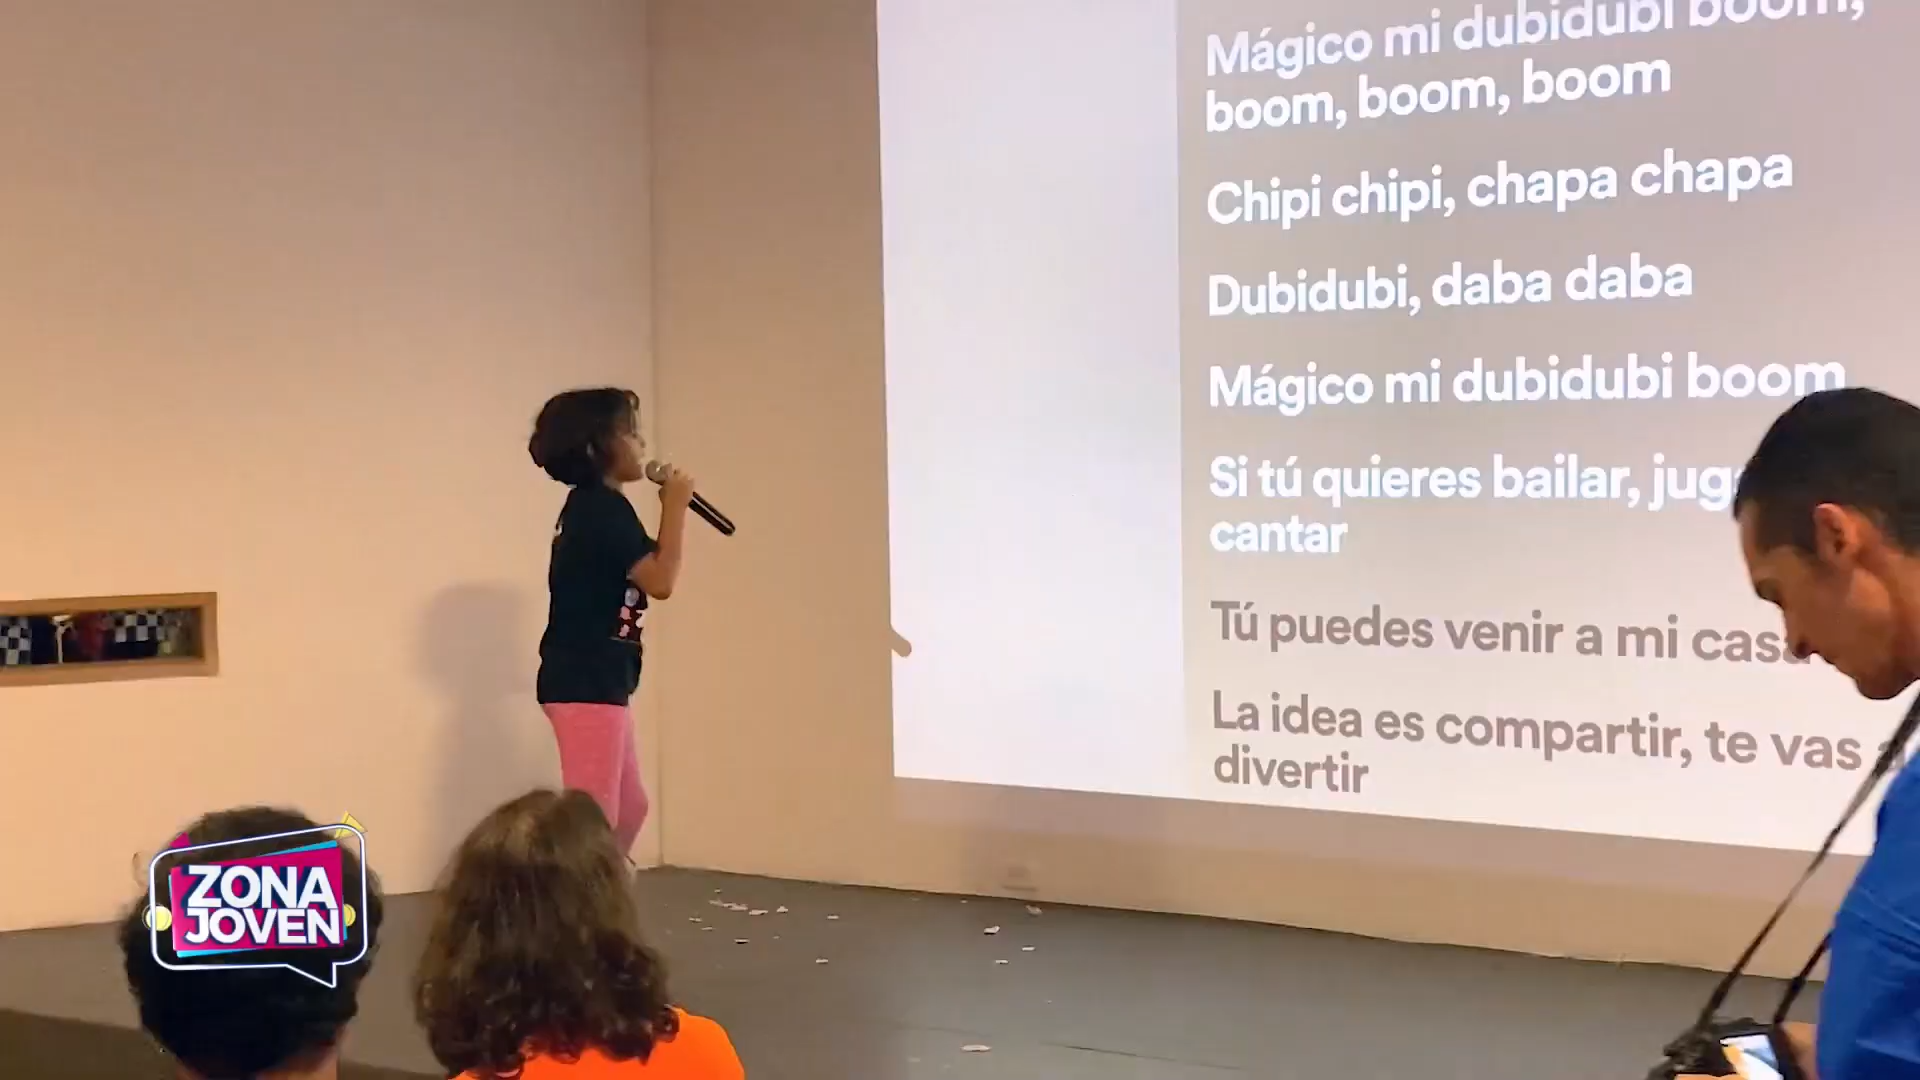 Mágico mi dubidubi boom,
boom, boom, boom
Chipi chipi, chapa chapa
Dubidubi, daba daba
Mágico mi dubidubi boom
Si tú quieres bailar,
cantar
Tú puedes venir a mi casa
La idea es compartir, te vas a
divertir
ZONA
JOVEN